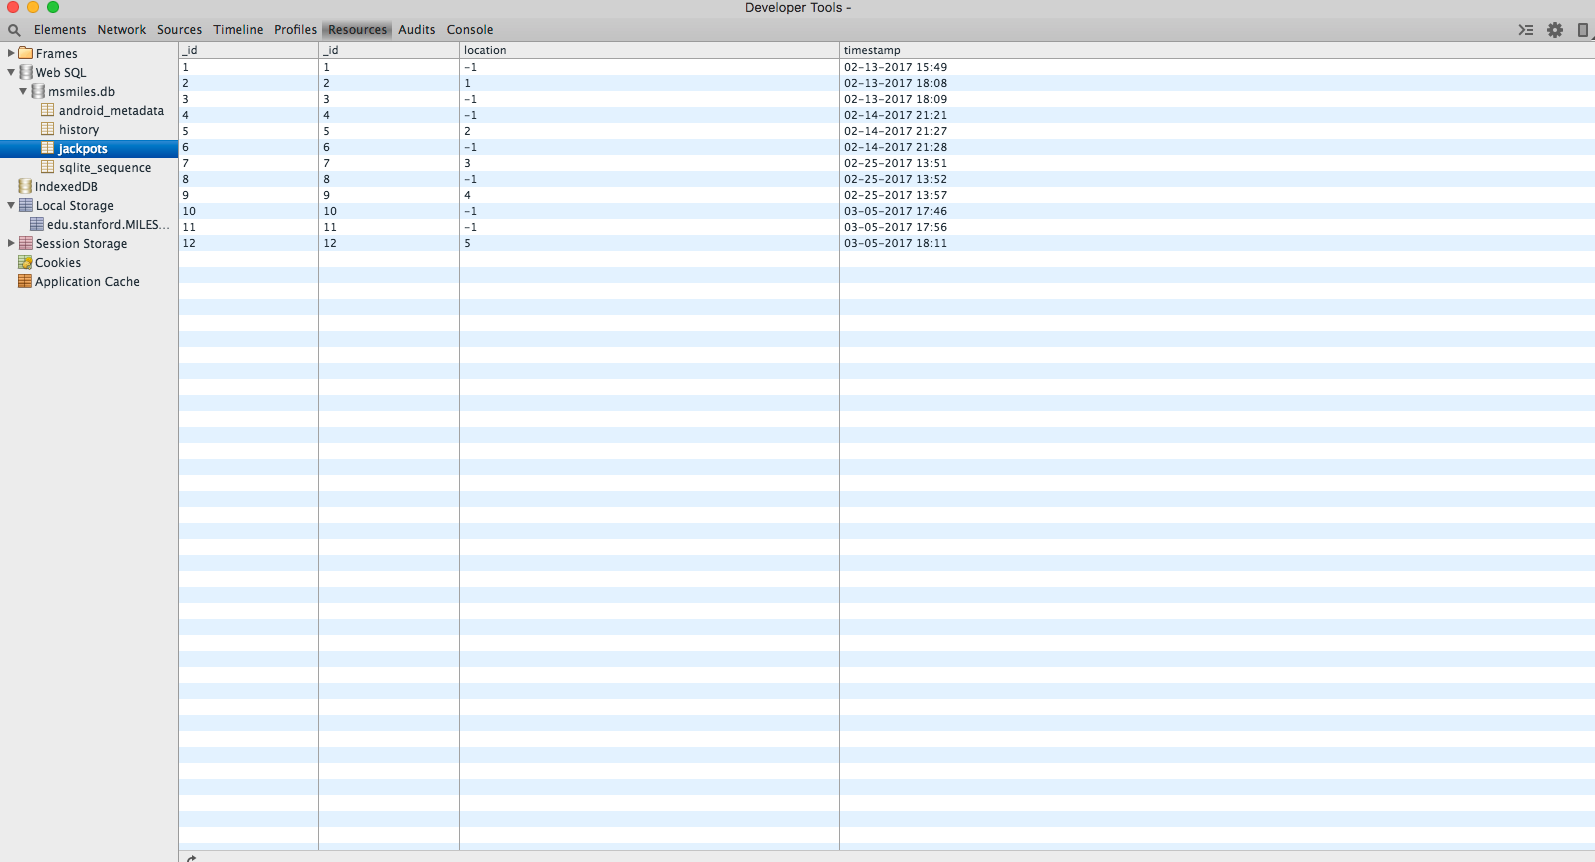 Developer Tools -
Elements Network Sources Timeline Profiles Resources Audits Console
Frames
Web SQL
msmiles.db
android_metadata
history
jackpots
sqlite_sequence
IndexedDB
Local Storage
edu.stanford.MILES...
Session Storage
Cookies
Application Cache
_id _id location timestamp
1 1 -1 02-13-2017 15:49
2 2 1 02-13-2017 18:08
3 3 -1 02-13-2017 18:09
4 4 -1 02-14-2017 21:21
5 5 2 02-14-2017 21:27
6 6 -1 02-14-2017 21:28
7 7 3 02-25-2017 13:51
8 8 -1 02-25-2017 13:52
9 9 4 02-25-2017 13:57
10 10 -1 03-05-2017 17:46
11 11 -1 03-05-2017 17:56
12 12 5 03-05-2017 18:11